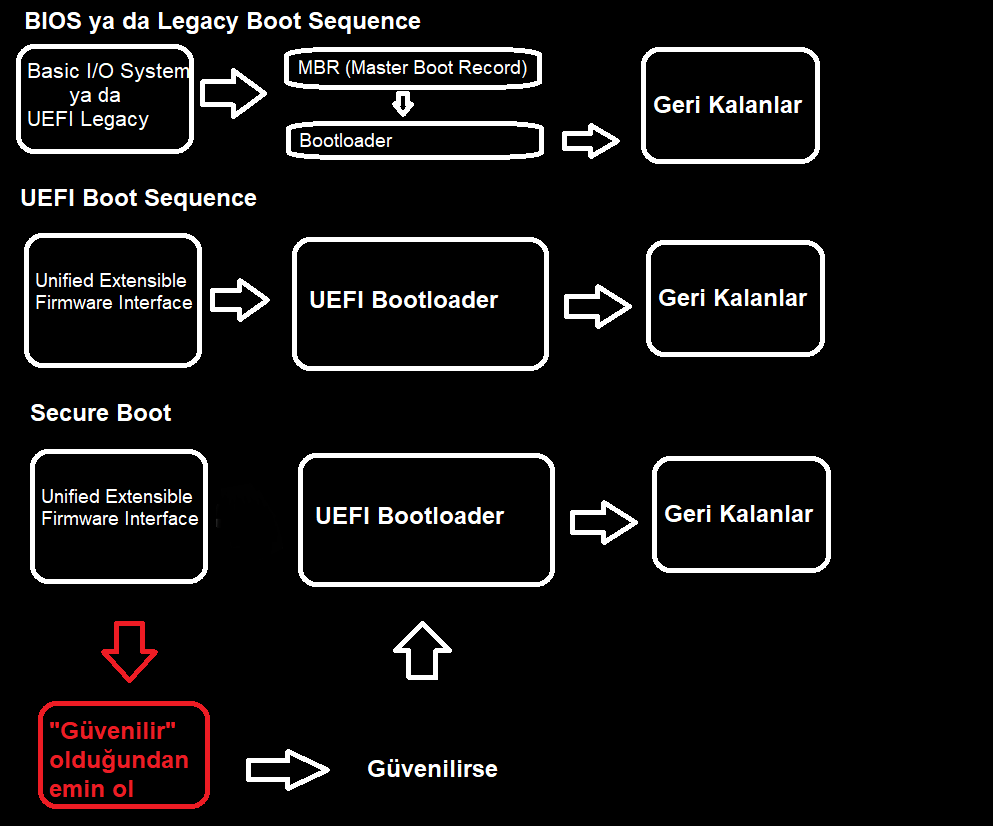 BIOS ya da Legacy Boot Sequence
Basic I/O System
ya da
UEFI Legacy
MBR (Master Boot Record)
Bootloader
Geri Kalanlar
UEFI Boot Sequence
Unified Extensible
Firmware Interface
UEFI Bootloader
Geri Kalanlar
Secure Boot
Unified Extensible
Firmware Interface
UEFI Bootloader
Geri Kalanlar
"Güvenilir"
olduğundan
emin ol
Güvenilirse